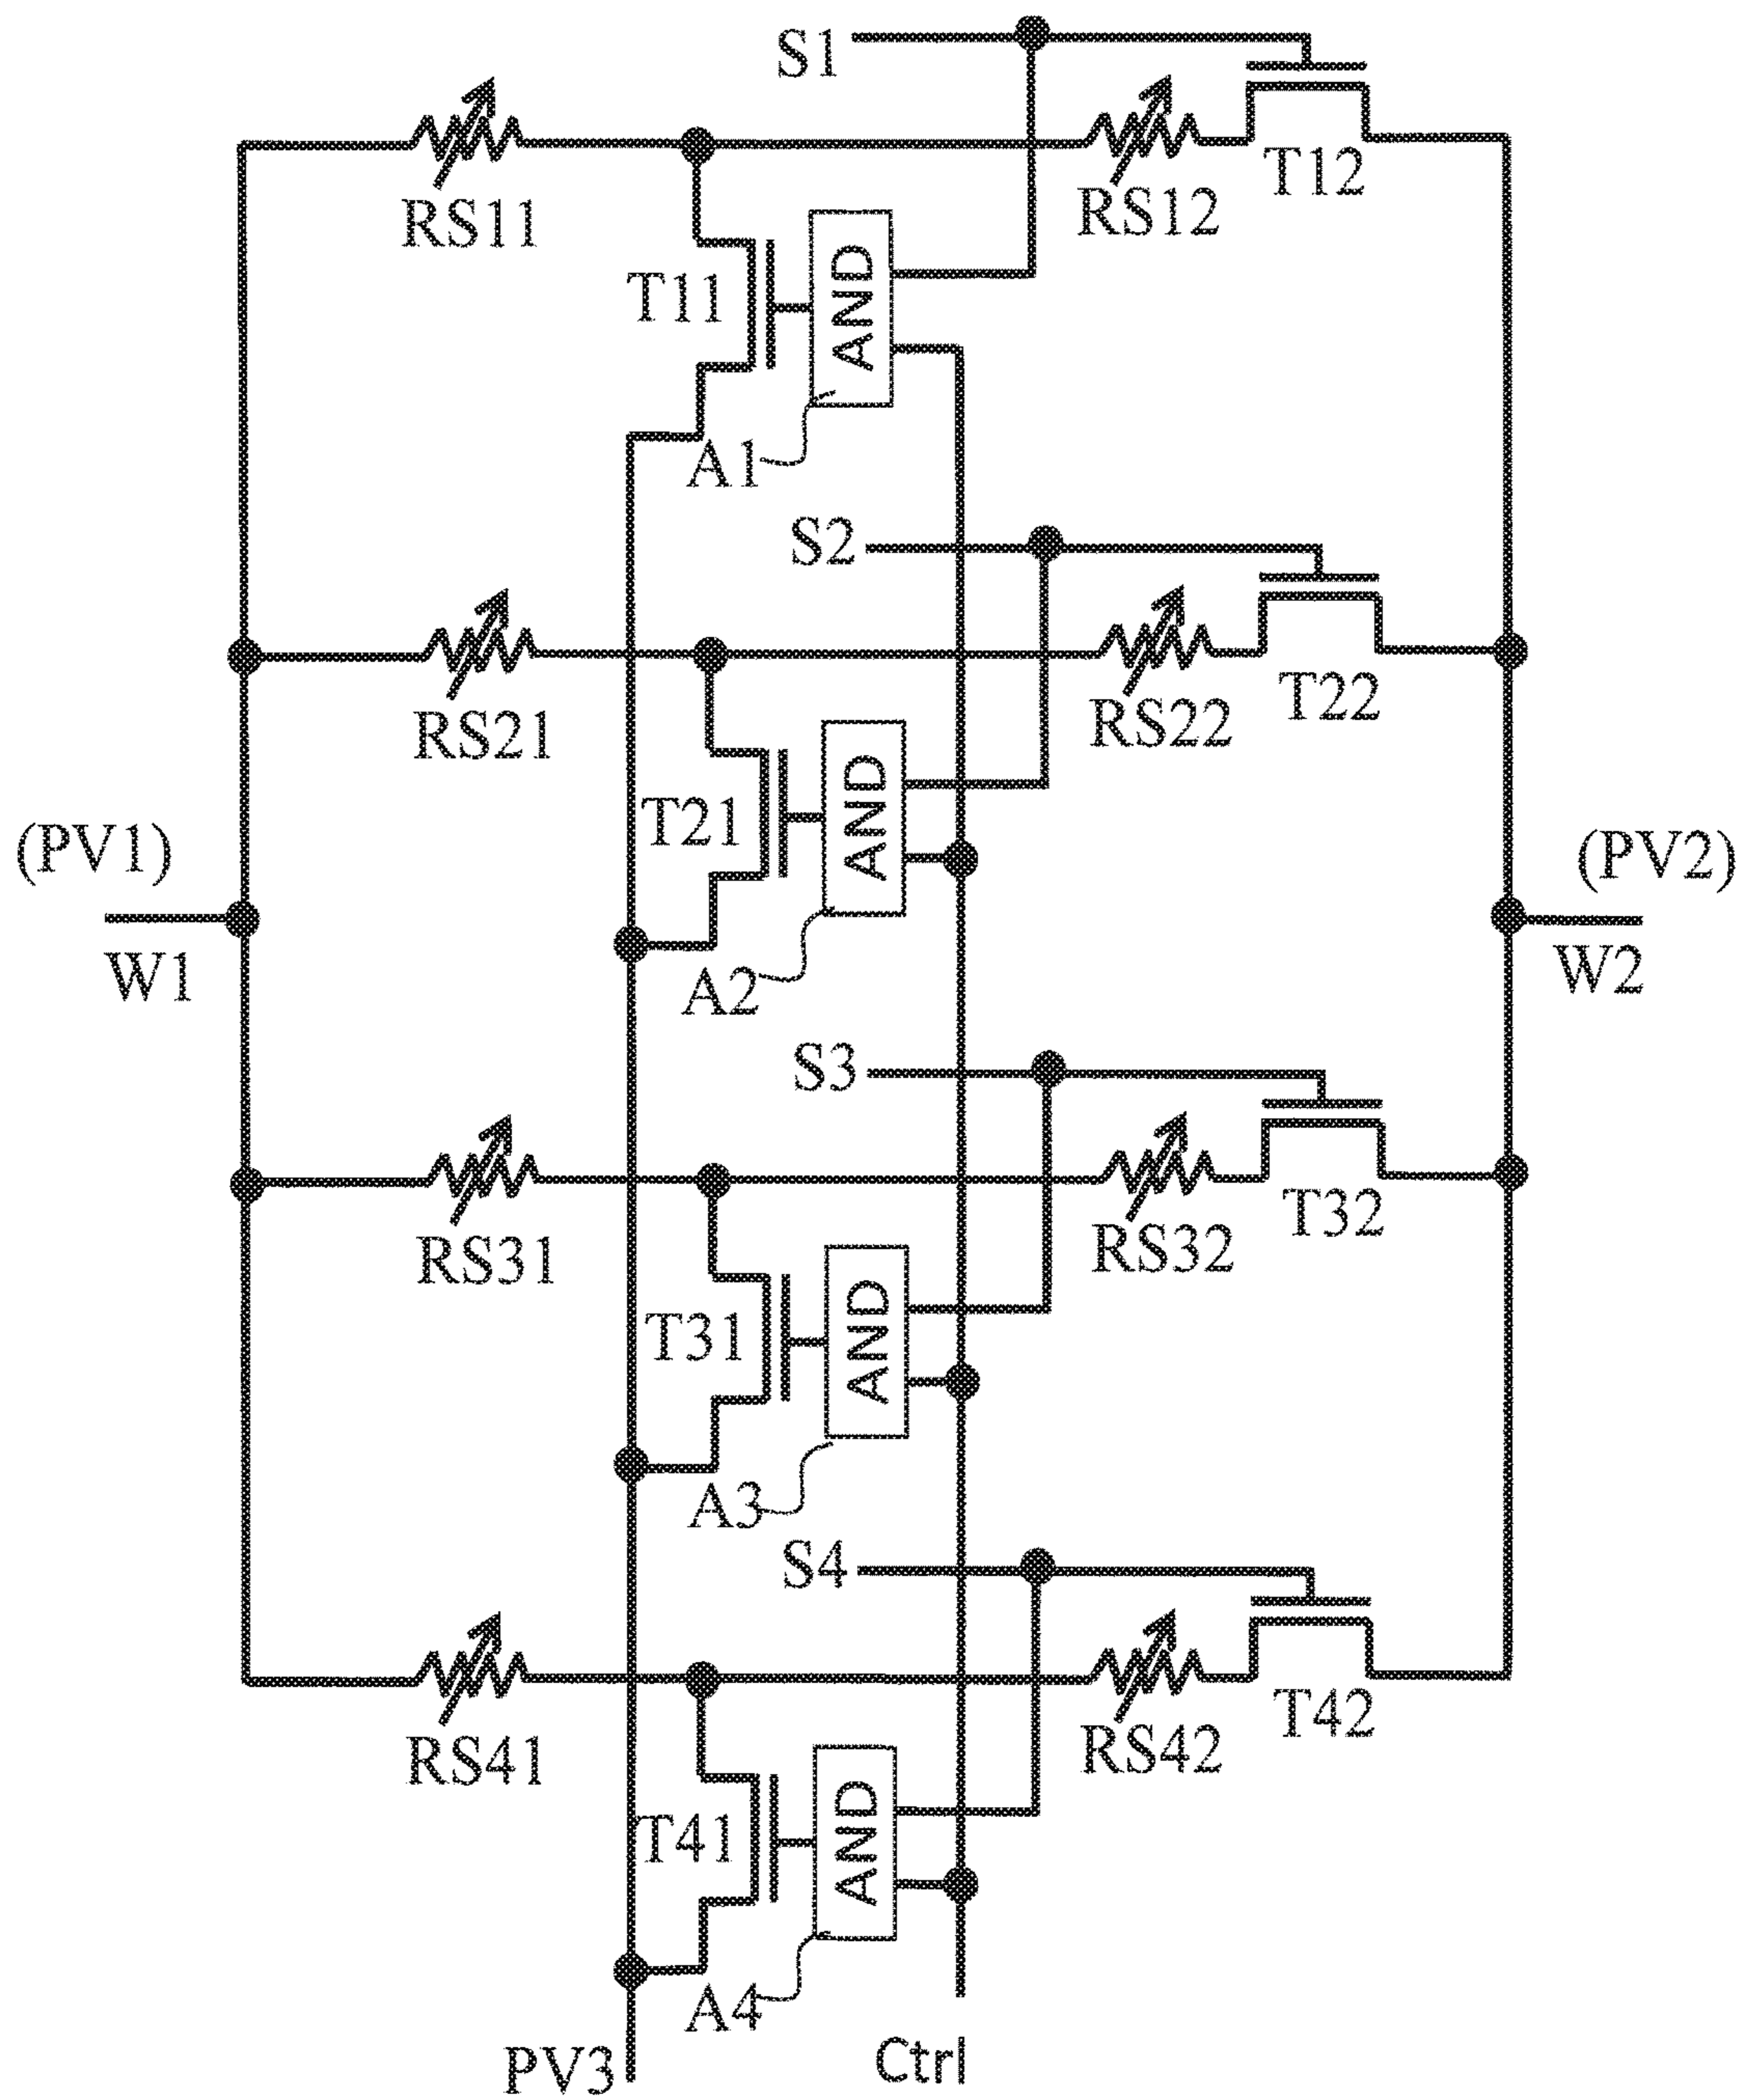 S1
RS11
RS12
T12
T11
AND
A1
S2
RS21
RS22
T22
T21
AND
A2
(PV1)
W1
(PV2)
W2
S3
RS31
RS32
T32
T31
AND
A3
S4
RS41
RS42
T42
T41
AND
A4
PV3
Ctrl